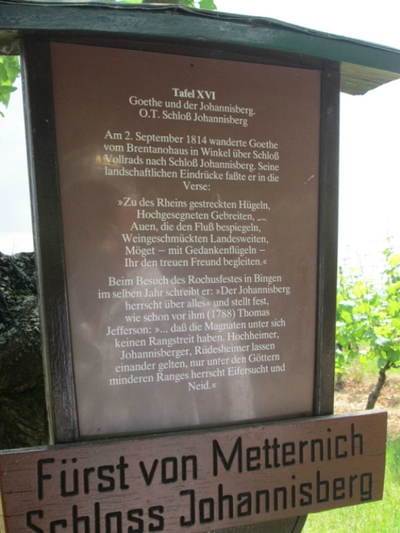 Tafel XVI
Goethe und der Johannisberg.
O.T. Schloß Johannisberg
Am 2. September 1814 wanderte Goethe
vom Brentanohaus in Winkel über Schloß
Vollrads nach Schloß Johannisberg. Seine
landschaftlichen Eindrücke faßte er in die
Verse:
»Zu des Rheins gestreckten Hügeln,
Hochgesegneten Gebreiten,
Auen, die den Fluß bespiegeln,
Weingeschmückten Landesweiten,
Möget – mit Gedankenflügeln –
Ihr den treuen Freund begleiten.«
Beim Besuch des Rochusfestes in Bingen
im selben Jahr schreibt er: »Der Johannisberg
herrscht über alles« und stellt fest,
wie schon vor ihm (1788) Thomas
Jefferson: »... daß die Magnaten unter sich
keinen Rangstreit haben. Hochheimer,
Johannisberger, Rüdesheimer lassen
einander gelten, nur unter den Göttern
minderen Ranges herrscht Eifersucht und
Neid.«
Fürst von Metternich
Schloss Johannisberg